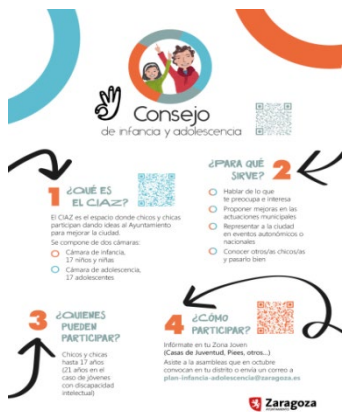 Consejo
de infancia y adolescencia
1 ¿QUÉ ES
EL CIAZ?
El CIAZ es el espacio donde chicos y chicas
participan dando ideas al Ayuntamiento
para mejorar la ciudad.
Se compone de dos cámaras:
Cámara de infancia,
17 niños y niñas
Cámara de adolescencia,
17 adolescentes
¿PARA QUÉ
SIRVE? 2
Hablar de lo que
te preocupa e interesa
Proponer mejoras en las
actuaciones municipales
Representar a la ciudad
en eventos autonómicos o
nacionales
Conocer otros/as chicos/as
y pasarlo bien
3 ¿QUIENES
PUEDEN
PARTICIPAR?
Chicos y chicas
hasta 17 años
(21 años en el
caso de jóvenes
con discapacidad
intelectual)
4 ¿CÓMO
PARTICIPAR?
Infórmate en tu Zona Joven
(Casas de Juventud, Piees, otros...)
Asiste a la asambleas que en octubre
convocan en tu distrito o envía un correo a
plan-infancia-adolescencia@zaragoza.es
Zaragoza